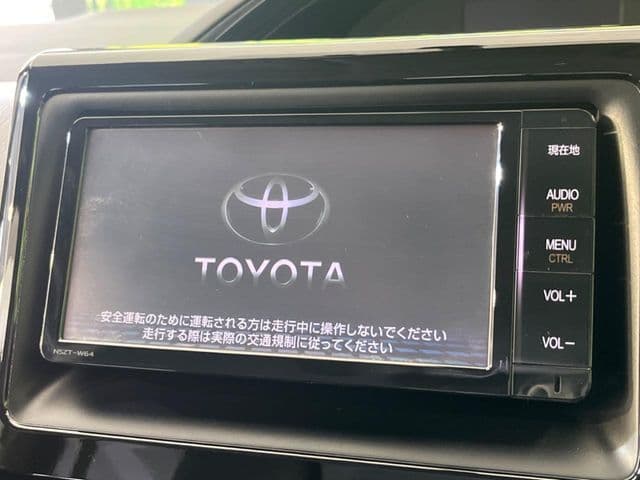 TOYOTA
安全運転のために運転される方は走行中に操作しないでください
走行する際は実際の交通規制に従ってください
NSZT-W64
現在地
AUDIO
PWR
MENU
CTRL
VOL+
VOL-